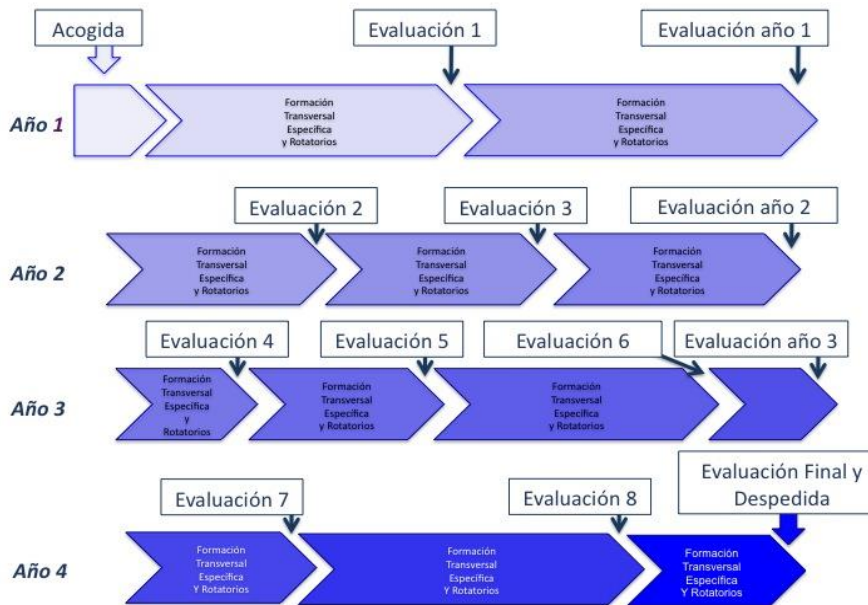 Acogida
Evaluación 1
Evaluación año 1
Año 1
Formación
Transversal
Específica
y Rotatorios
Formación
Transversal
Específica
y Rotatorios
Evaluación 2
Evaluación 3
Evaluación año 2
Año 2
Formación
Transversal
Específica
y Rotatorios
Formación
Transversal
Específica
y Rotatorios
Formación
Transversal
Específica
y Rotatorios
Evaluación 4
Evaluación 5
Evaluación 6
Evaluación año 3
Año 3
Formación
Transversal
Específica
y
Rotatorios
Formación
Transversal
Específica
y Rotatorios
Formación
Transversal
Específica
y Rotatorios
Evaluación 7
Evaluación 8
Evaluación Final y
Despedida
Año 4
Formación
Transversal
Específica
Y Rotatorios
Formación
Transversal
Específica
Y Rotatorios
Formación
Transversal
Específica
Y Rotatorios